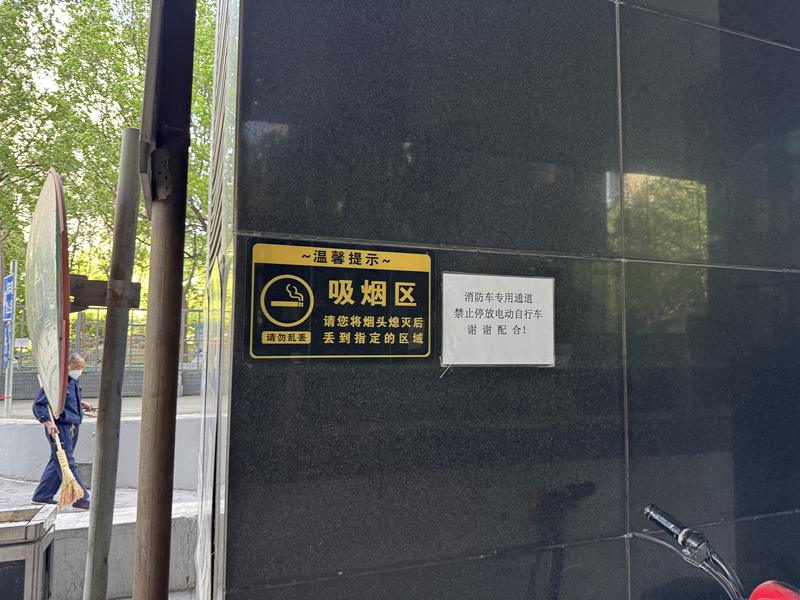 ~温馨提示~
吸烟区
请勿乱丢
请您将烟头熄灭后
丢到指定的区域
消防车专用通道
禁止停放电动自行车
谢谢配合!